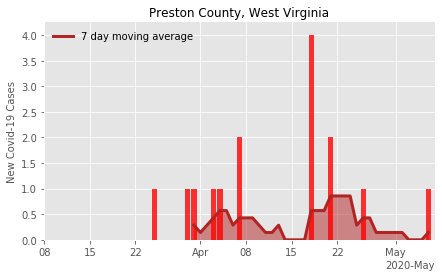 Preston County, West Virginia
7 day moving average
New Covid-19 Cases
4.0
3.5
3.0
2.5
2.0
1.5
1.0
0.5
0.0
08 15 22 Apr 08 15 22 May
2020-May